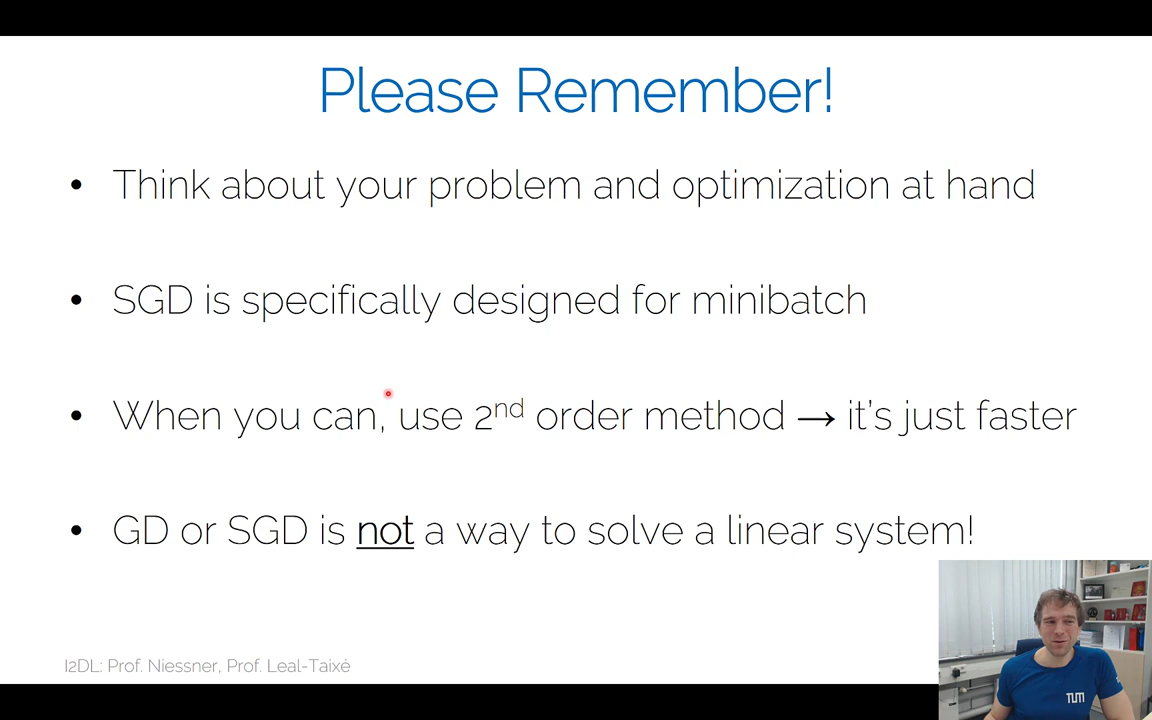 Please Remember!
• Think about your problem and optimization at hand
• SGD is specifically designed for minibatch
• When you can, use 2nd order method → it's just faster
• GD or SGD is not a way to solve a linear system!
I2DL: Prof. Niessner, Prof. Leal-Taixé
TUM